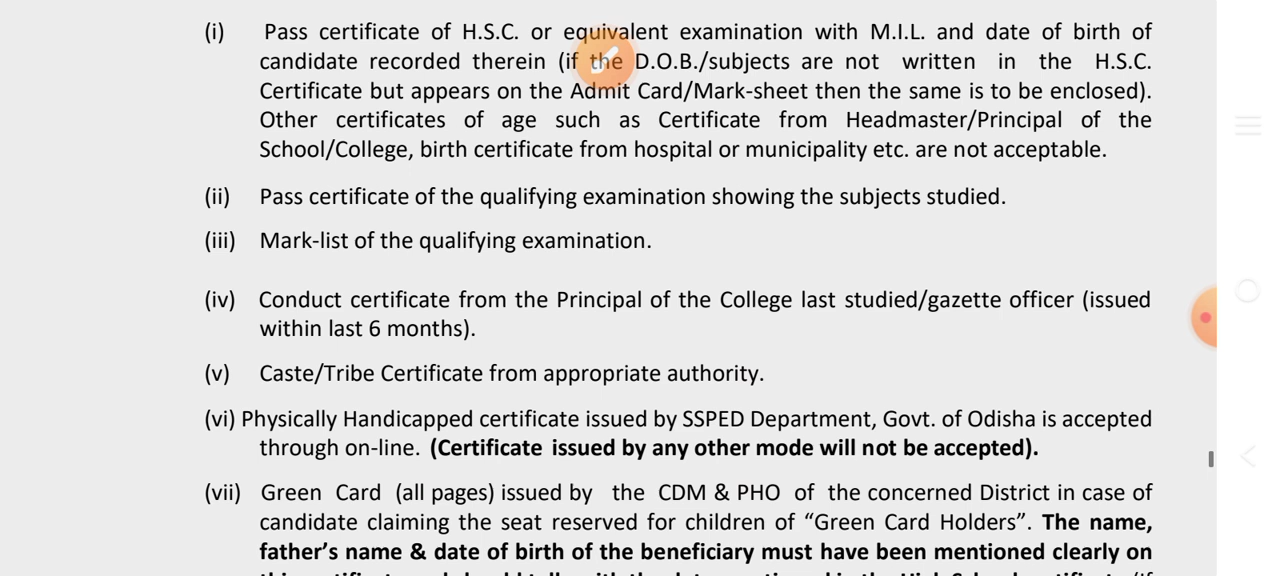 (i) Pass certificate of H.S.C. or equivalent examination with M.I.L. and date of birth of
candidate recorded therein (if the D.O.B./subjects are not written in the H.S.C.
Certificate but appears on the Admit Card/Mark-sheet then the same is to be enclosed).
Other certificates of age such as Certificate from Headmaster/Principal of the
School/College, birth certificate from hospital or municipality etc. are not acceptable.
(ii) Pass certificate of the qualifying examination showing the subjects studied.
(iii) Mark-list of the qualifying examination.
(iv) Conduct certificate from the Principal of the College last studied/gazette officer (issued
within last 6 months).
(v) Caste/Tribe Certificate from appropriate authority.
(vi) Physically Handicapped certificate issued by SSPED Department, Govt. of Odisha is accepted
through on-line. (Certificate issued by any other mode will not be accepted).
(vii) Green Card (all pages) issued by the CDM & PHO of the concerned District in case of
candidate claiming the seat reserved for children of “Green Card Holders”. The name,
father’s name & date of birth of the beneficiary must have been mentioned clearly on